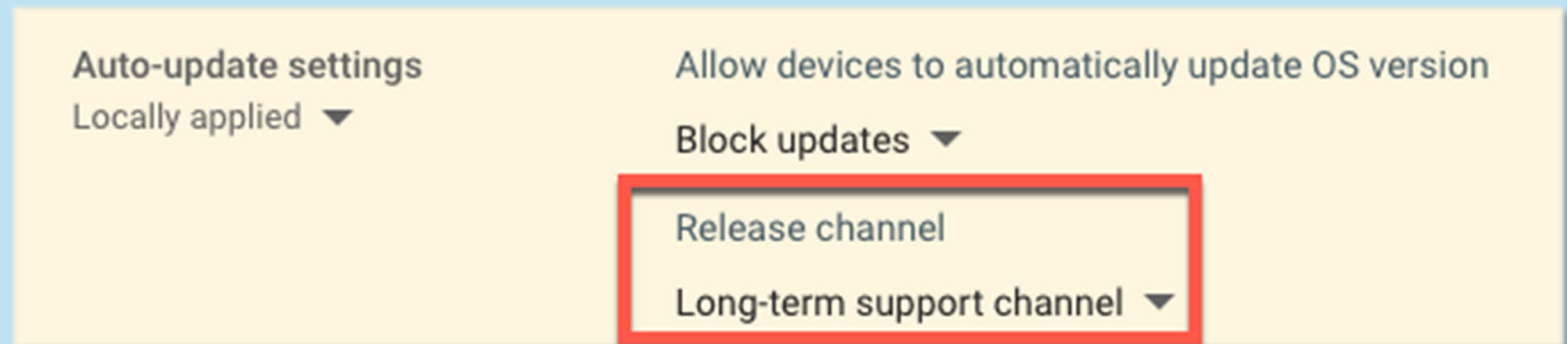 Auto-update settings
Locally applied
Allow devices to automatically update OS version
Block updates
Release channel
Long-term support channel